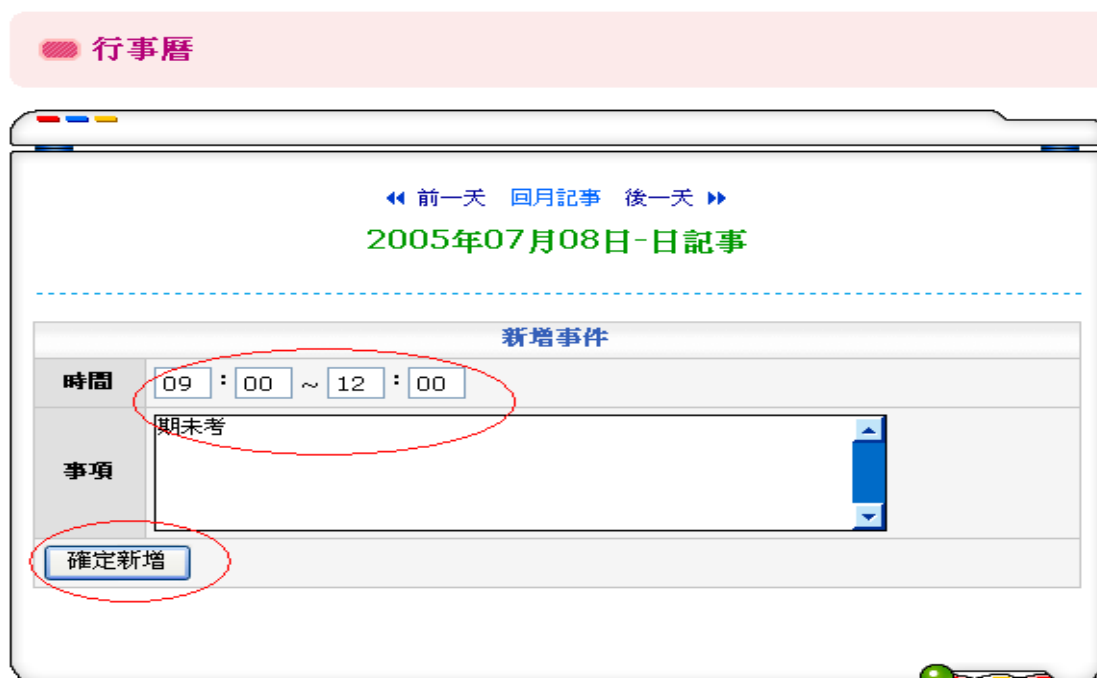 行事曆
前一天 回月記事 後一天
2005年07月08日-日記事
新增事件
時間 09 : 00 ~ 12 : 00
事項 期未考
確定新增